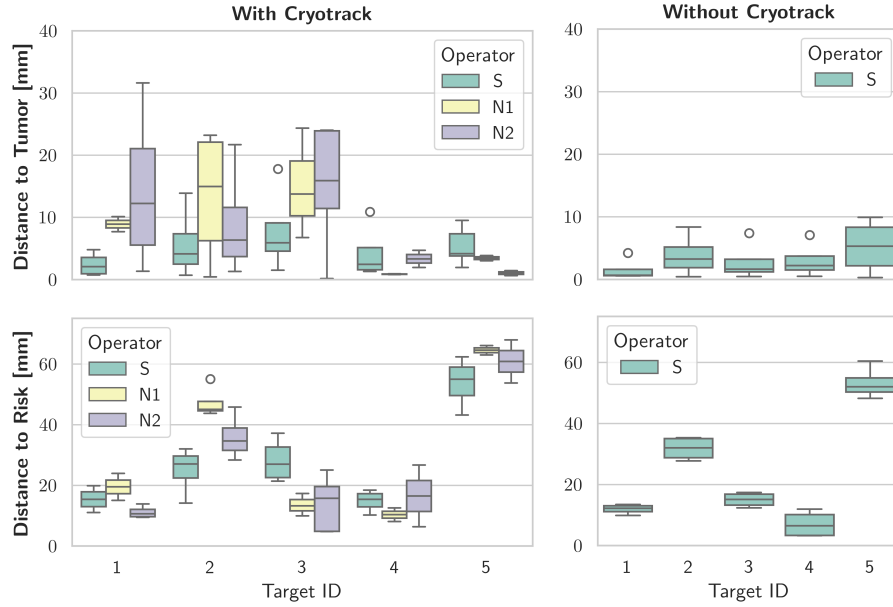 With Cryotrack
Without Cryotrack
Distance to Tumor [mm]
40
30
20
10
0
Operator
S
N1
N2
40
30
20
10
0
Operator
S
Distance to Risk [mm]
60
40
20
0
Operator
S
N1
N2
1 2 3 4 5
Target ID
60
40
20
0
Operator
S
1 2 3 4 5
Target ID